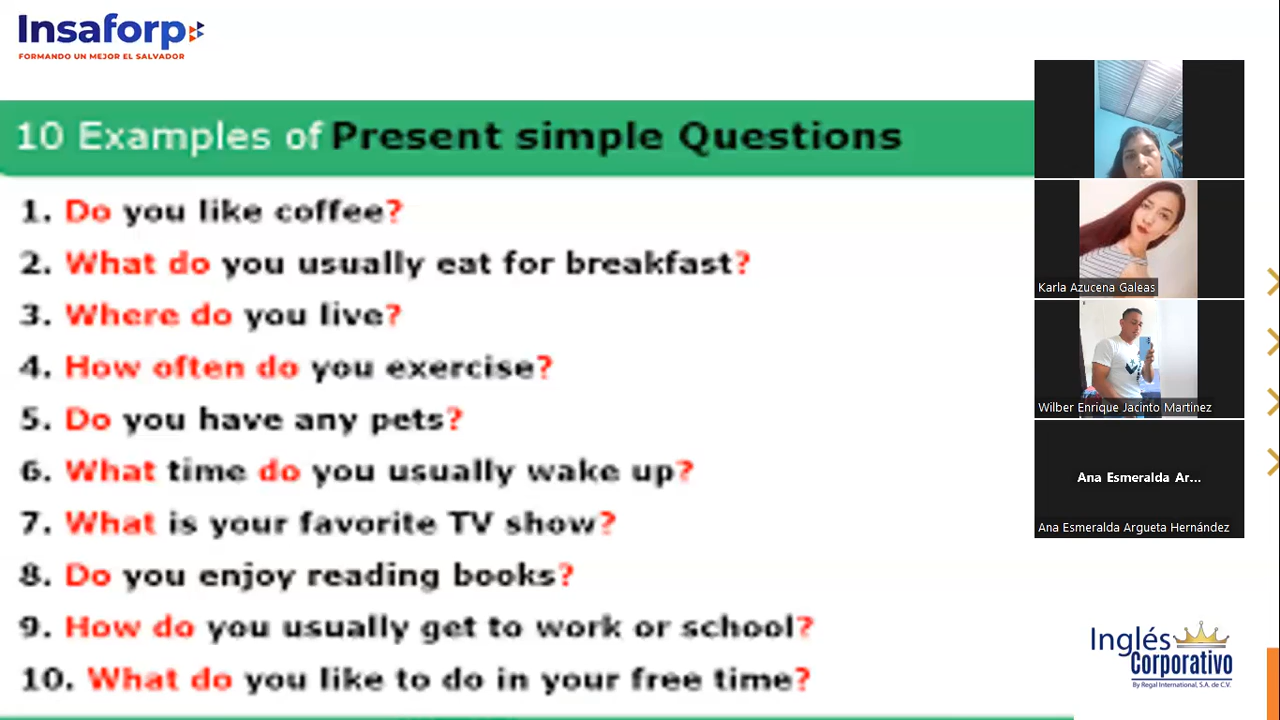 Insaforp
FORMANDO UN MEJOR EL SALVADOR
10 Examples of Present simple Questions
1. Do you like coffee?
2. What do you usually eat for breakfast?
3. Where do you live?
4. How often do you exercise?
5. Do you have any pets?
6. What time do you usually wake up?
7. What is your favorite TV show?
8. Do you enjoy reading books?
9. How do you usually get to work or school?
10. What do you like to do in your free time?
Karla Azucena Galeas
Wilber Enrique Jacinto Martinez
Ana Esmeralda Ar...
Ana Esmeralda Argueta Hernández
Inglés
Corporativo
By Regal International, S.A. de C.V.